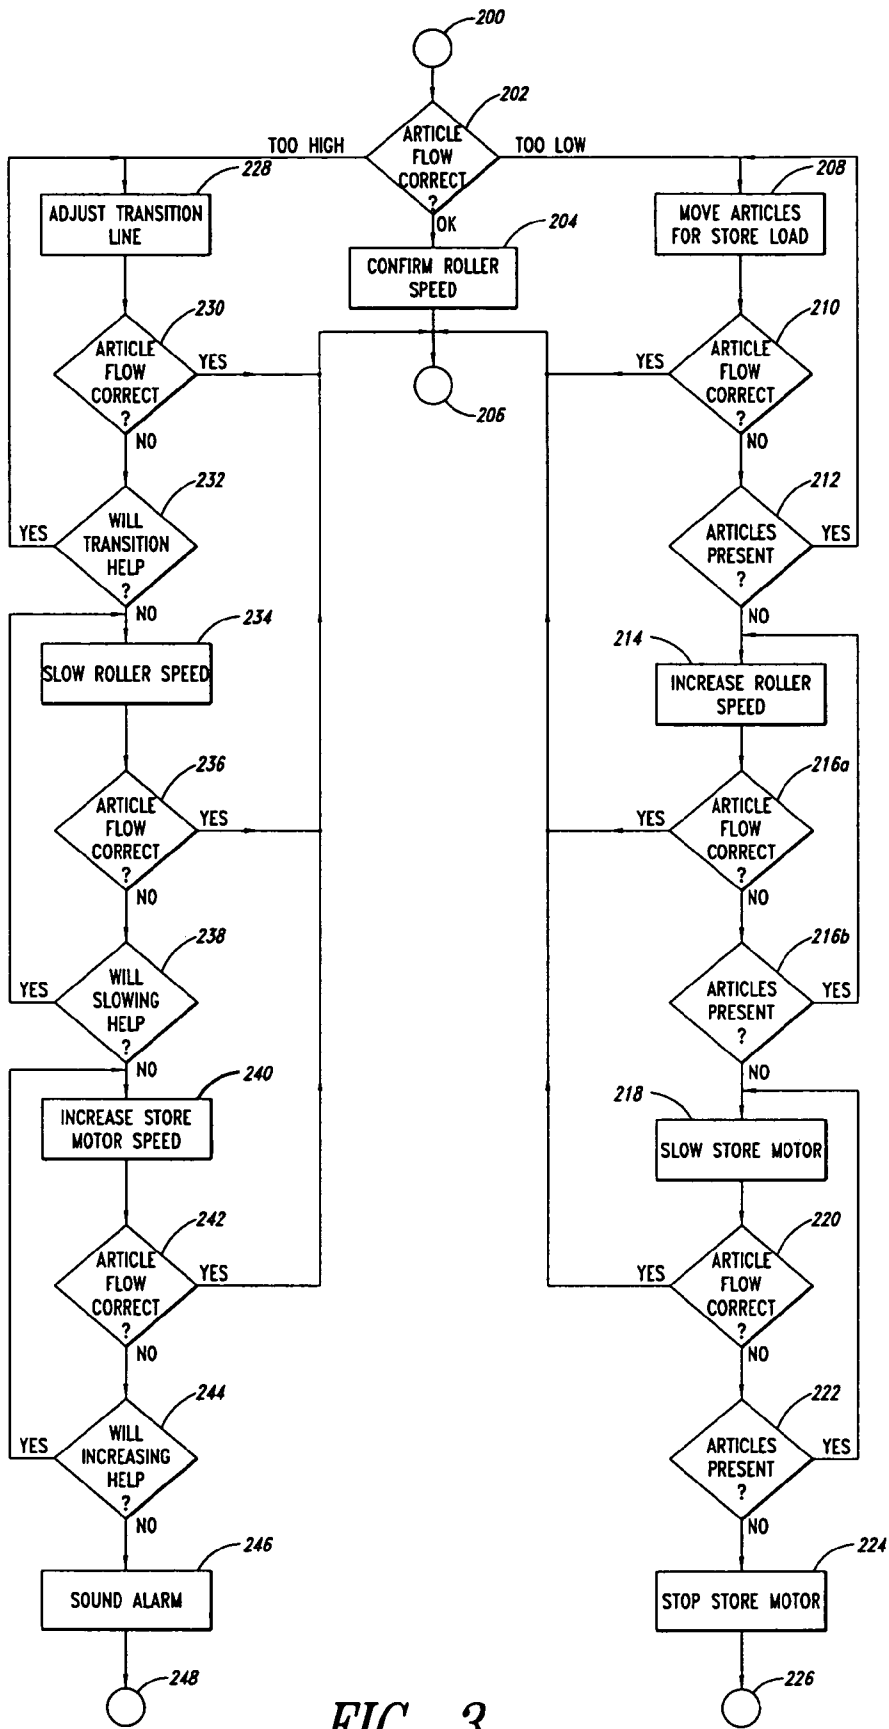 200
202
ARTICLE
FLOW
CORRECT
?
TOO HIGH
TOO LOW
OK
204
CONFIRM ROLLER
SPEED
206
228
ADJUST TRANSITION
LINE
230
ARTICLE
FLOW
CORRECT
?
YES
NO
232
WILL
TRANSITION
HELP
?
YES
NO
234
SLOW ROLLER SPEED
236
ARTICLE
FLOW
CORRECT
?
YES
NO
238
WILL
SLOWING
HELP
?
YES
NO
240
INCREASE STORE
MOTOR SPEED
242
ARTICLE
FLOW
CORRECT
?
YES
NO
244
WILL
INCREASING
HELP
?
YES
NO
246
SOUND ALARM
248
208
MOVE ARTICLES
FOR STORE LOAD
210
ARTICLE
FLOW
CORRECT
?
YES
NO
212
ARTICLES
PRESENT
?
YES
NO
214
INCREASE ROLLER
SPEED
216a
ARTICLE
FLOW
CORRECT
?
YES
NO
216b
ARTICLES
PRESENT
?
YES
NO
218
SLOW STORE MOTOR
220
ARTICLE
FLOW
CORRECT
?
YES
NO
222
ARTICLES
PRESENT
?
YES
NO
224
STOP STORE MOTOR
226
FIG. 3